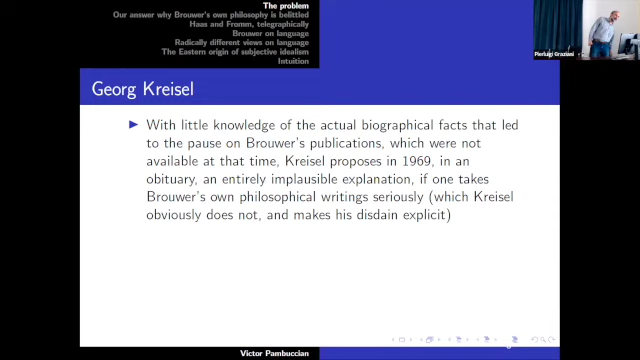 The problem
Our answer why Brouwer's own philosophy is belittled
Haas and Fromm, telegraphically
Brouwer on language
Radically different views on language
The Eastern origin of subjective idealism
Intuition
Pierluigi Graziani
Georg Kreisel
With little knowledge of the actual biographical facts that led
to the pause on Brouwer's publications, which were not
available at that time, Kreisel proposes in 1969, in an
obituary, an entirely implausible explanation, if one takes
Brouwer's own philosophical writings seriously (which Kreisel
obviously does not, and makes his disdain explicit)
Victor Pambuccian